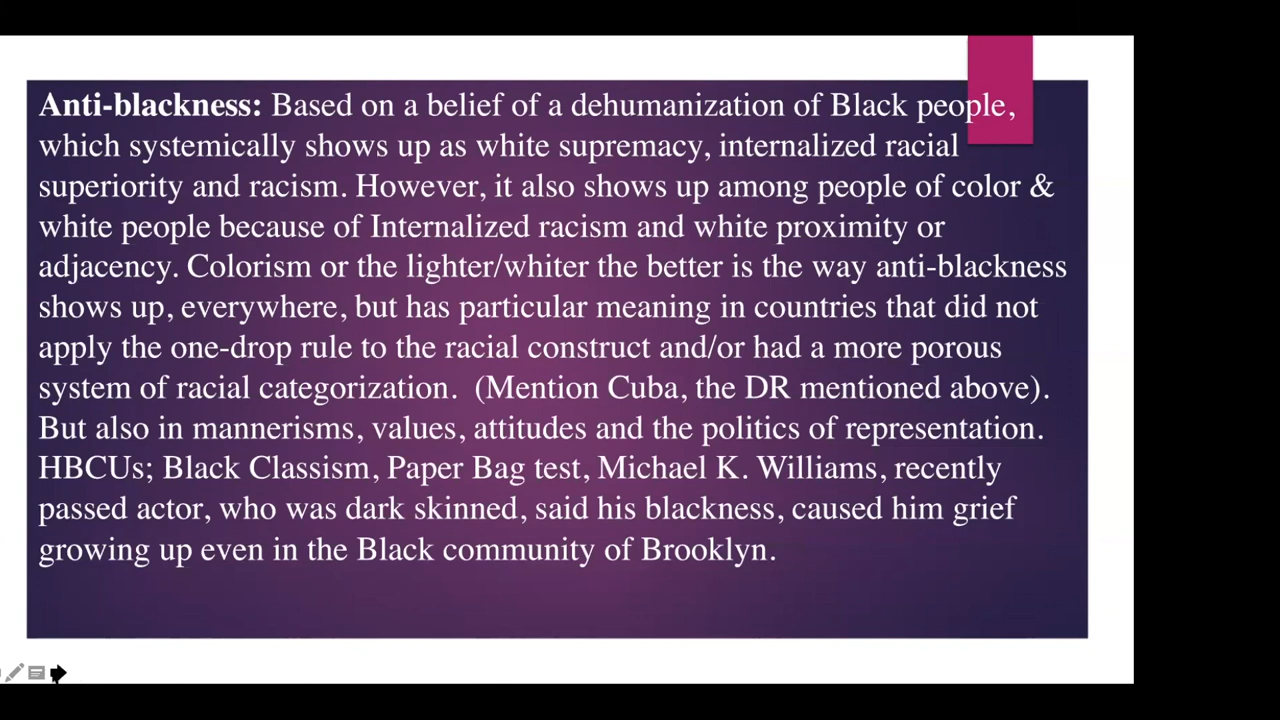 Anti-blackness: Based on a belief of a dehumanization of Black people,
which systemically shows up as white supremacy, internalized racial
superiority and racism. However, it also shows up among people of color &
white people because of Internalized racism and white proximity or
adjacency. Colorism or the lighter/whiter the better is the way anti-blackness
shows up, everywhere, but has particular meaning in countries that did not
apply the one-drop rule to the racial construct and/or had a more porous
system of racial categorization.  (Mention Cuba, the DR mentioned above).
But also in mannerisms, values, attitudes and the politics of representation.
HBCUs; Black Classism, Paper Bag test, Michael K. Williams, recently
passed actor, who was dark skinned, said his blackness, caused him grief
growing up even in the Black community of Brooklyn.